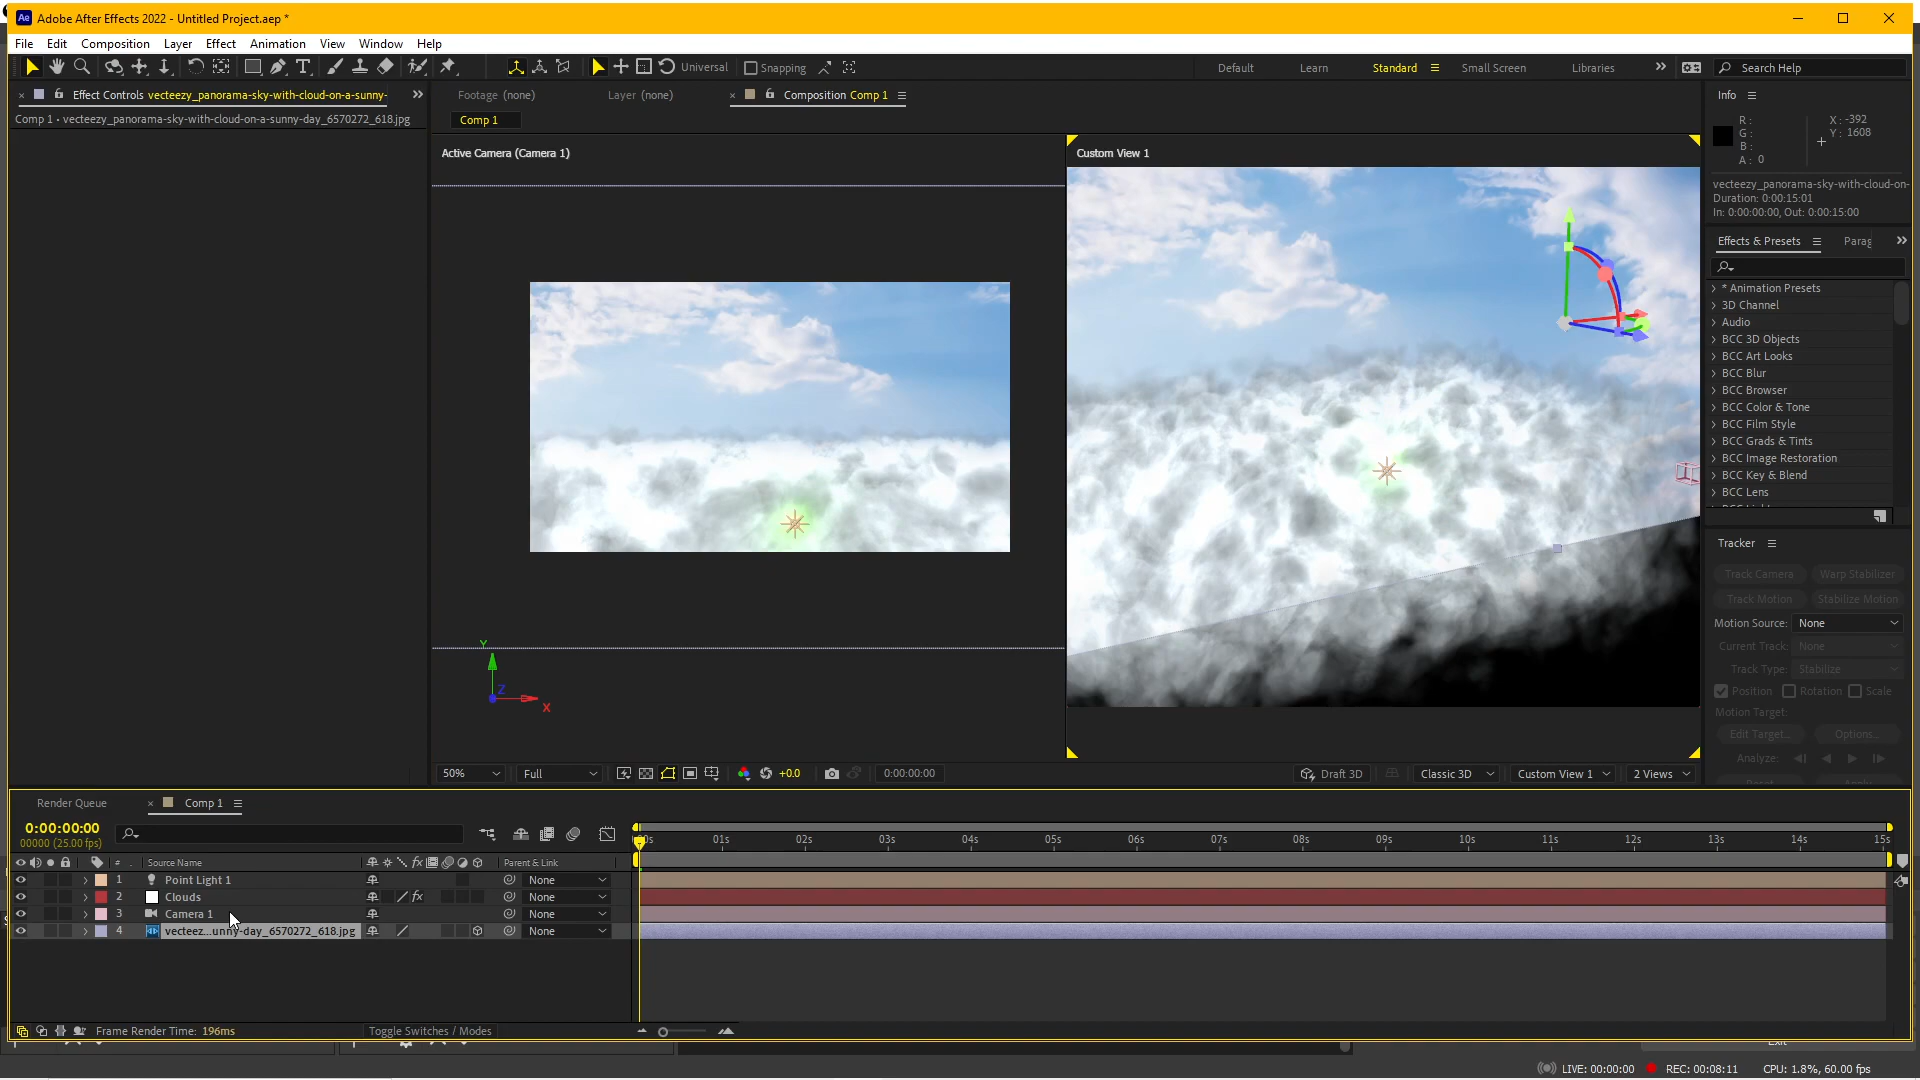 Ae Adobe After Effects 2022 - Untitled Project.aep *
File Edit Composition Layer Effect Animation View Window Help
Universal Snapping Default Learn Standard Small Screen Libraries Search Help
Effect Controls vecteezy_panorama-sky-with-cloud-on-a-sunny-
Footage (none) Layer (none) Composition Comp 1
Comp 1 • vecteezy_panorama-sky-with-cloud-on-a-sunny-day_6570272_618.jpg
Comp 1
Active Camera (Camera 1)
Custom View 1
Y
Z
X
50% Full +0.0 0:00:00:00 Draft 3D Classic 3D Custom View 1 2 Views
Info
R :
G :
B :
A : 0
X : -392
Y : 1608
vecteezy_panorama-sky-with-cloud-on-
Duration: 0:00:15:01
In: 0:00:00:00, Out: 0:00:15:00
Effects & Presets Parag
* Animation Presets
3D Channel
Audio
BCC 3D Objects
BCC Art Looks
BCC Blur
BCC Browser
BCC Color & Tone
BCC Film Style
BCC Grads & Tints
BCC Image Restoration
BCC Key & Blend
BCC Lens
Tracker
Track Camera Warp Stabilizer
Track Motion Stabilize Motion
Motion Source: None
Current Track: None
Track Type: Stabilize
Position Rotation Scale
Motion Target:
Edit Target... Options...
Analyze:
Render Queue Comp 1
0:00:00:00
00000 (25.00 fps)
# Source Name Parent & Link
01s 02s 03s 04s 05s 06s 07s 08s 09s 10s 11s 12s 13s 14s 15s
1 Point Light 1 None
2 Clouds fx None
3 Camera 1 None
4 vecteez...unny-day_6570272_618.jpg None
Frame Render Time: 196ms Toggle Switches / Modes
LIVE: 00:00:00 REC: 00:08:11 CPU: 1.8%, 60.00 fps